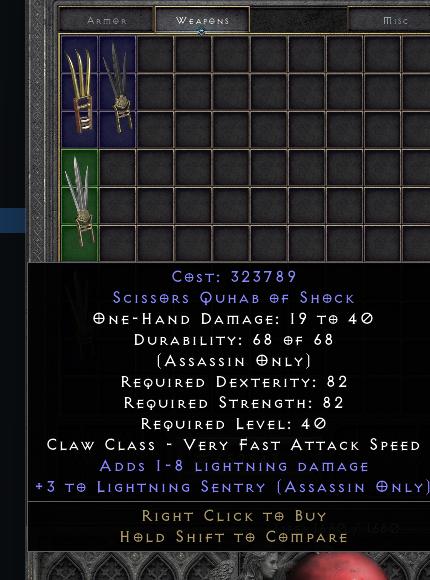 Armor
Weapons
Misc
Cost: 323789
Scissors Quhab of Shock
One-Hand Damage: 19 to 40
Durability: 68 of 68
(Assassin Only)
Required Dexterity: 82
Required Strength: 82
Required Level: 40
Claw Class - Very Fast Attack Speed
Adds 1-8 lightning damage
+3 to Lightning Sentry (Assassin Only)
Right Click to Buy
Hold Shift to Compare